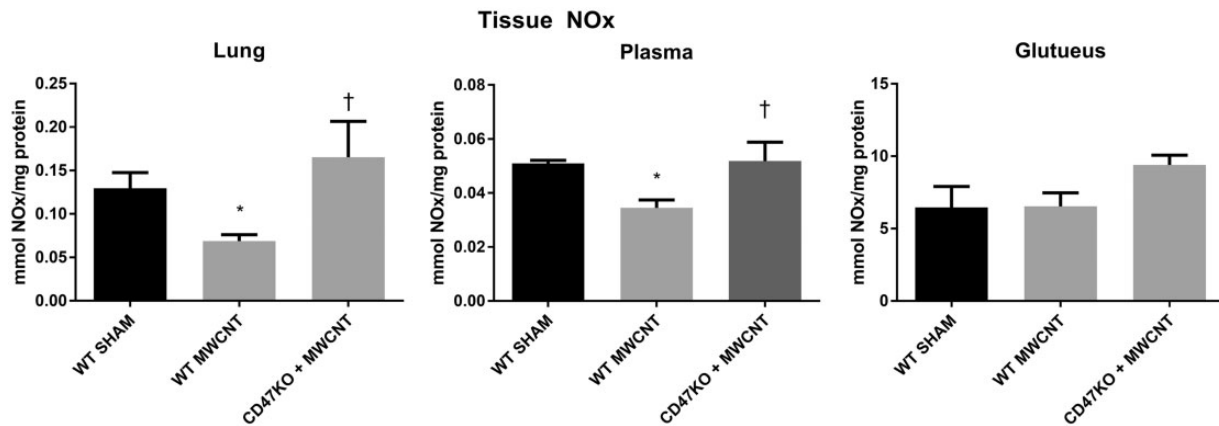 Tissue NOx
Lung
mmol NOx/mg protein
0.25
0.20
0.15
0.10
0.05
0.00
*
†
WT SHAM
WT MWCNT
CD47KO + MWCNT
Plasma
mmol NOx/mg protein
0.08
0.06
0.04
0.02
0.00
*
†
WT SHAM
WT MWCNT
CD47KO + MWCNT
Glutueus
mmol NOx/mg protein
15
10
5
0
WT SHAM
WT MWCNT
CD47KO + MWCNT